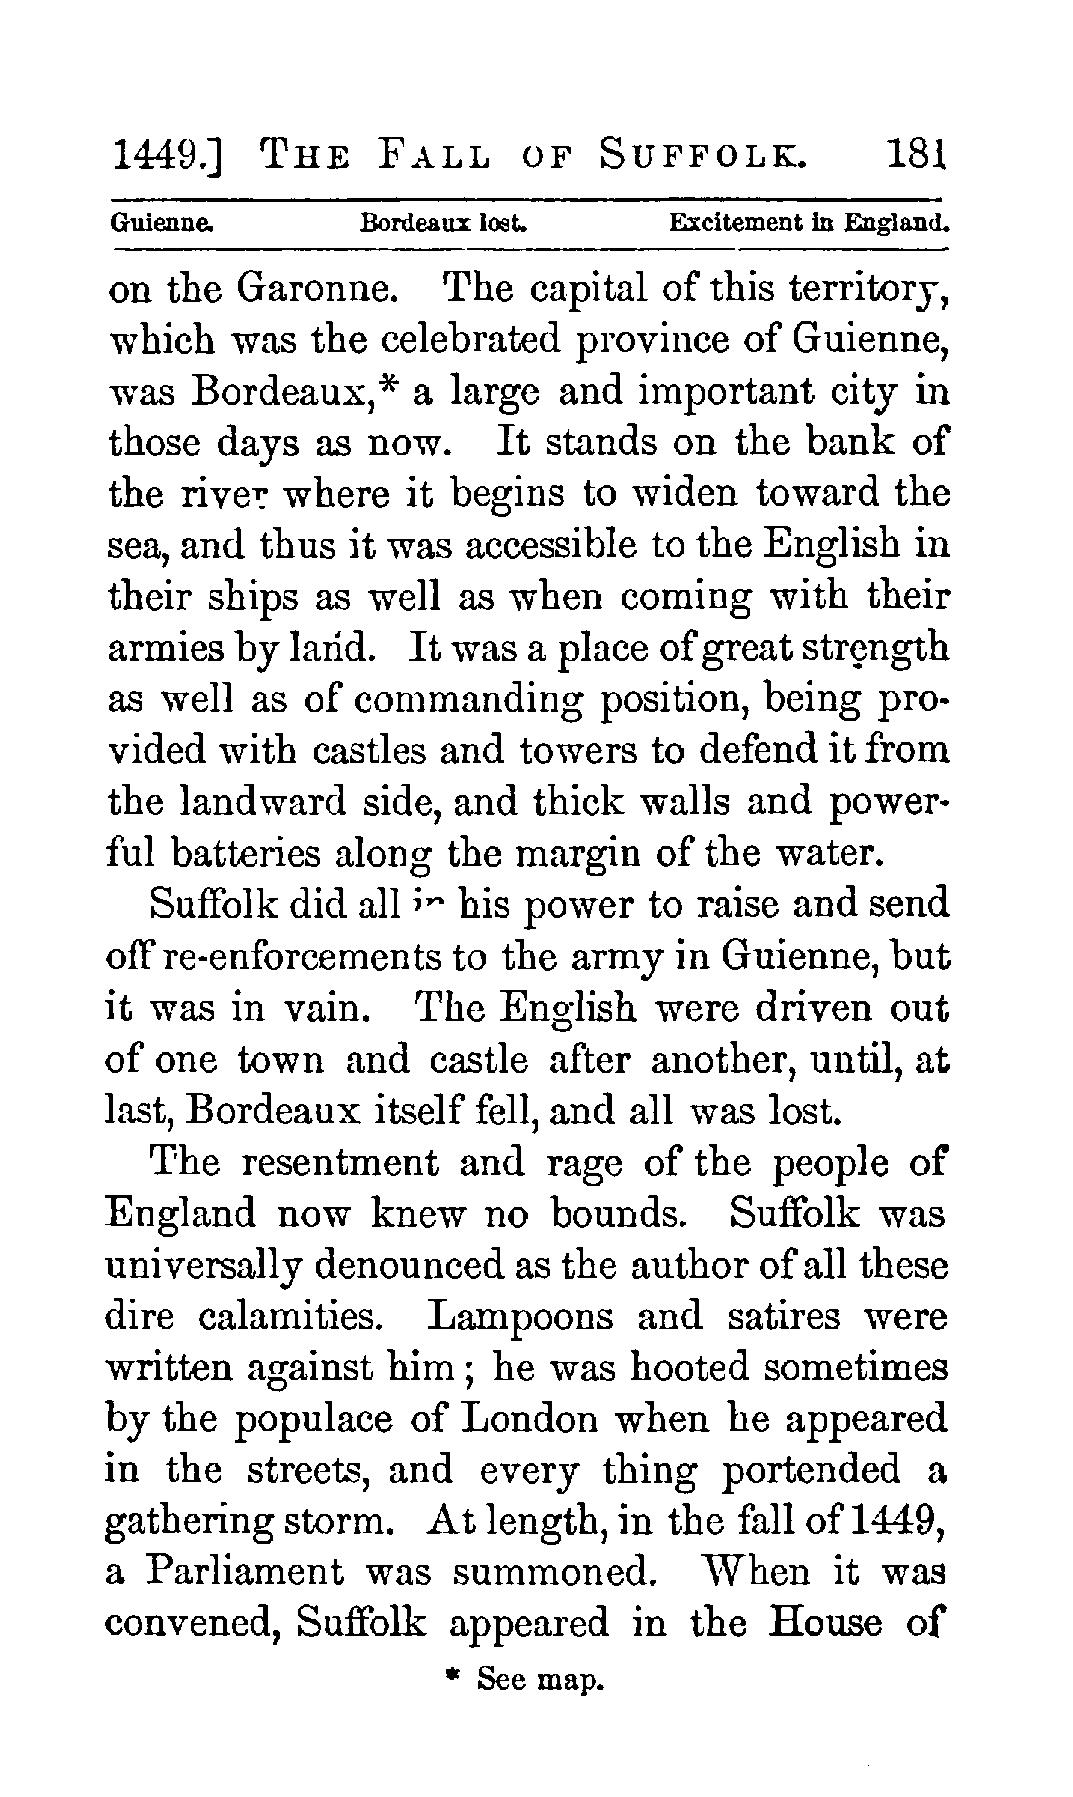 1449.] THE FALL OF SUFFOLK. 181
Guienne. Bordeaux lost. Excitement in England.
on the Garonne. The capital of this territory,
which was the celebrated province of Guienne,
was Bordeaux,* a large and important city in
those days as now. It stands on the bank of
the river where it begins to widen toward the
sea, and thus it was accessible to the English in
their ships as well as when coming with their
armies by land. It was a place of great strength
as well as of commanding position, being pro-
vided with castles and towers to defend it from
the landward side, and thick walls and power-
ful batteries along the margin of the water.
Suffolk did all in his power to raise and send
off re-enforcements to the army in Guienne, but
it was in vain. The English were driven out
of one town and castle after another, until, at
last, Bordeaux itself fell, and all was lost.
The resentment and rage of the people of
England now knew no bounds. Suffolk was
universally denounced as the author of all these
dire calamities. Lampoons and satires were
written against him; he was hooted sometimes
by the populace of London when he appeared
in the streets, and every thing portended a
gathering storm. At length, in the fall of 1449,
a Parliament was summoned. When it was
convened, Suffolk appeared in the House of
* See map.